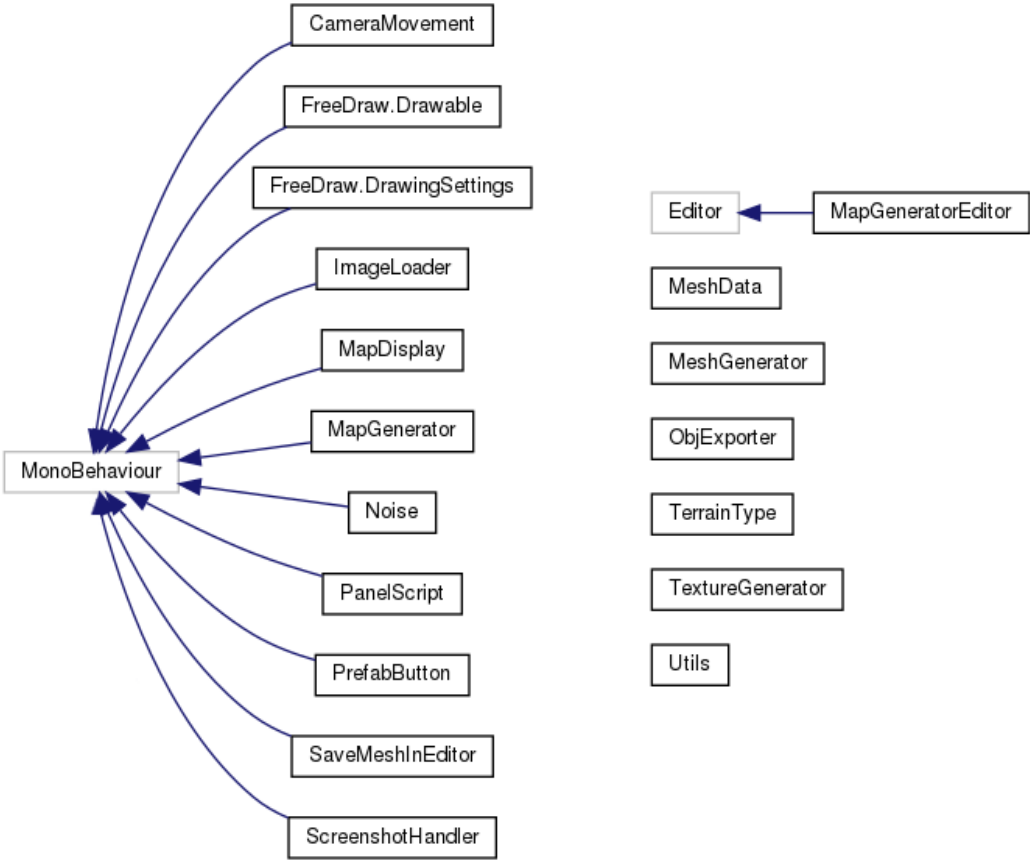 CameraMovement
FreeDraw.Drawable
FreeDraw.DrawingSettings
ImageLoader
MapDisplay
MapGenerator
MonoBehaviour
Noise
PanelScript
PrefabButton
SaveMeshInEditor
ScreenshotHandler
Editor
MapGeneratorEditor
MeshData
MeshGenerator
ObjExporter
TerrainType
TextureGenerator
Utils